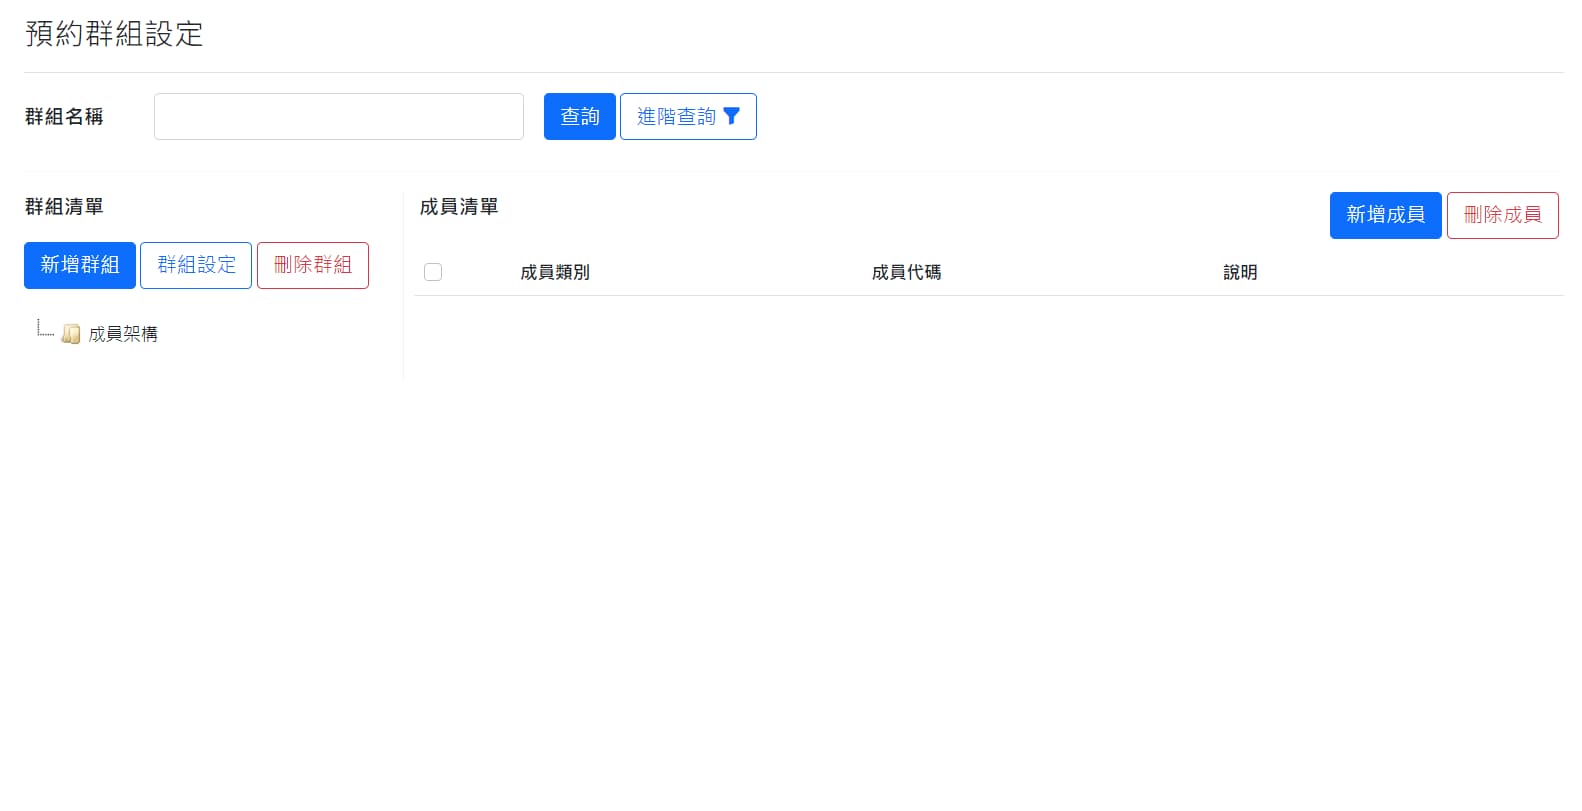 預約群組設定
群組名稱
查詢
進階查詢
群組清單
新增群組 群組設定 刪除群組
成員架構
成員清單
新增成員 刪除成員
成員類別 成員代碼 說明